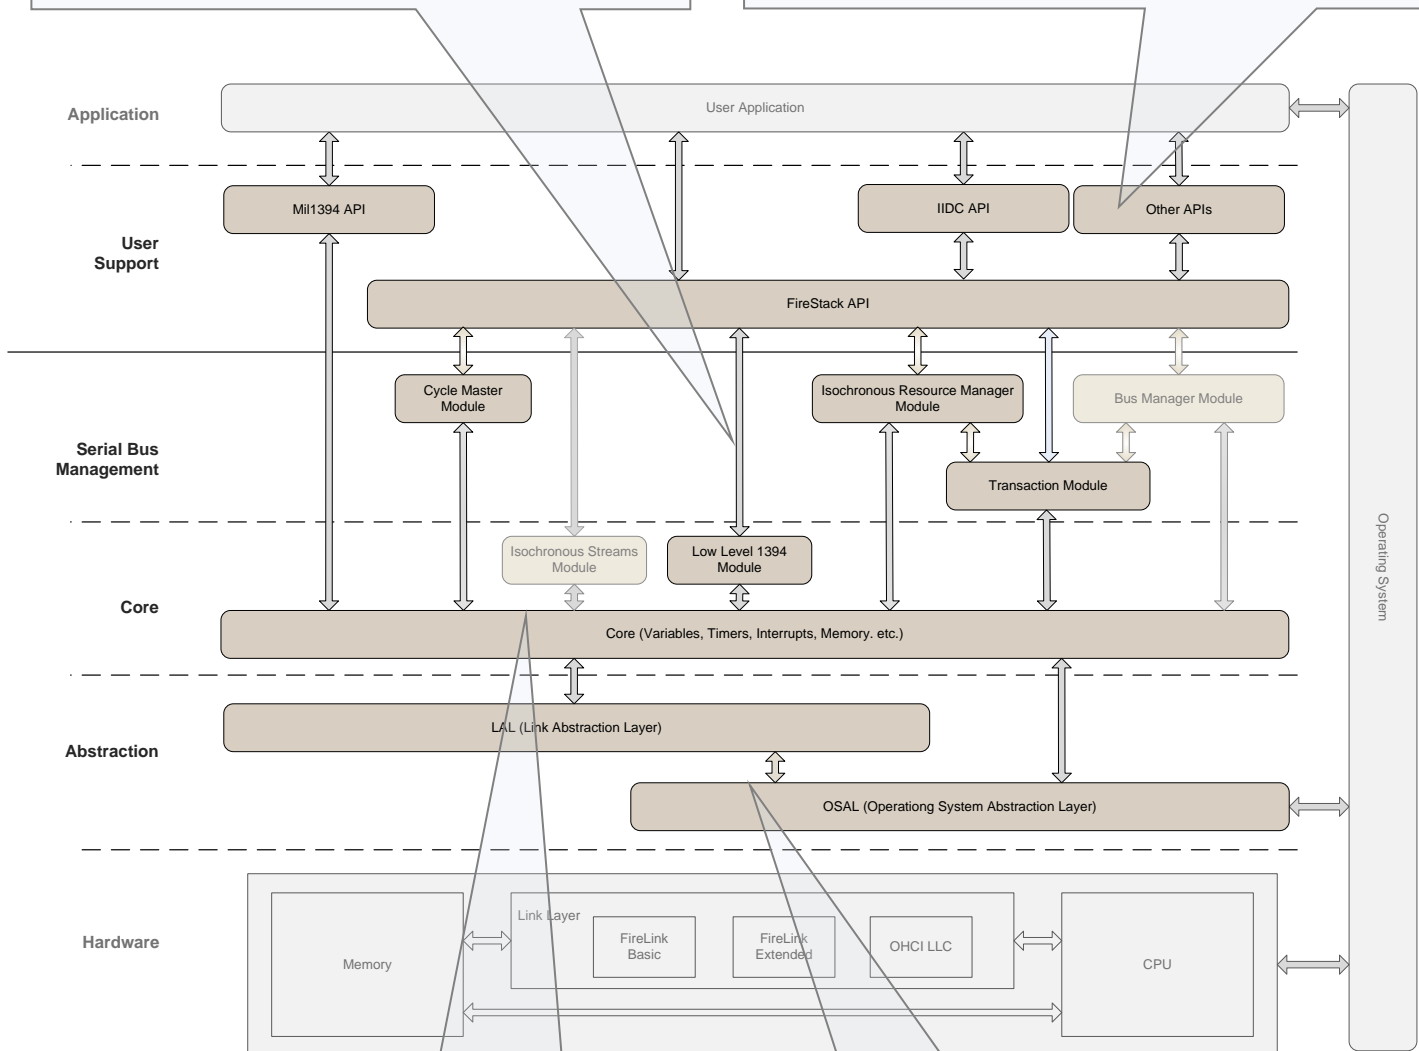 Application
User Application
Mil1394 API
IIDC API
Other APIs
User
Support
FireStack API
Cycle Master
Module
Isochronous Resource Manager
Module
Bus Manager Module
Serial Bus
Management
Transaction Module
Operating System
Isochronous Streams
Module
Low Level 1394
Module
Core
Core (Variables, Timers, Interrupts, Memory. etc.)
LAL (Link Abstraction Layer)
Abstraction
OSAL (Operationg System Abstraction Layer)
Link Layer
Hardware
FireLink
Basic
FireLink
Extended
OHCI LLC
Memory
CPU